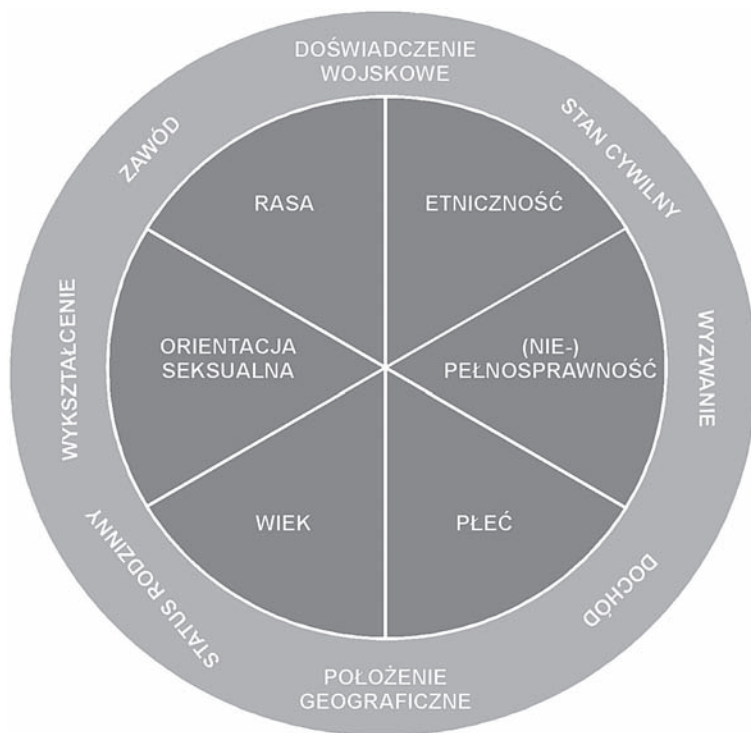 DOŚWIADCZENIE
WOJSKOWE
STAN CYWILNY
WYZWANIE
DOCHÓD
POŁOŻENIE
GEOGRAFICZNE
STATUS RODZINNY
WYKSZTAŁCENIE
ZAWÓD
RASA
ETNICZNOŚĆ
(NIE-)
PEŁNOSPRAWNOŚĆ
PŁEĆ
WIEK
ORIENTACJA
SEKSUALNA